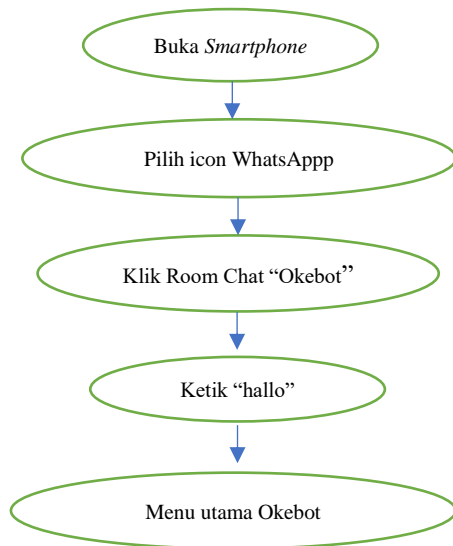 Buka Smartphone
Pilih icon WhatsAppp
Klik Room Chat “Okebot”
Ketik “hallo”
Menu utama Okebot